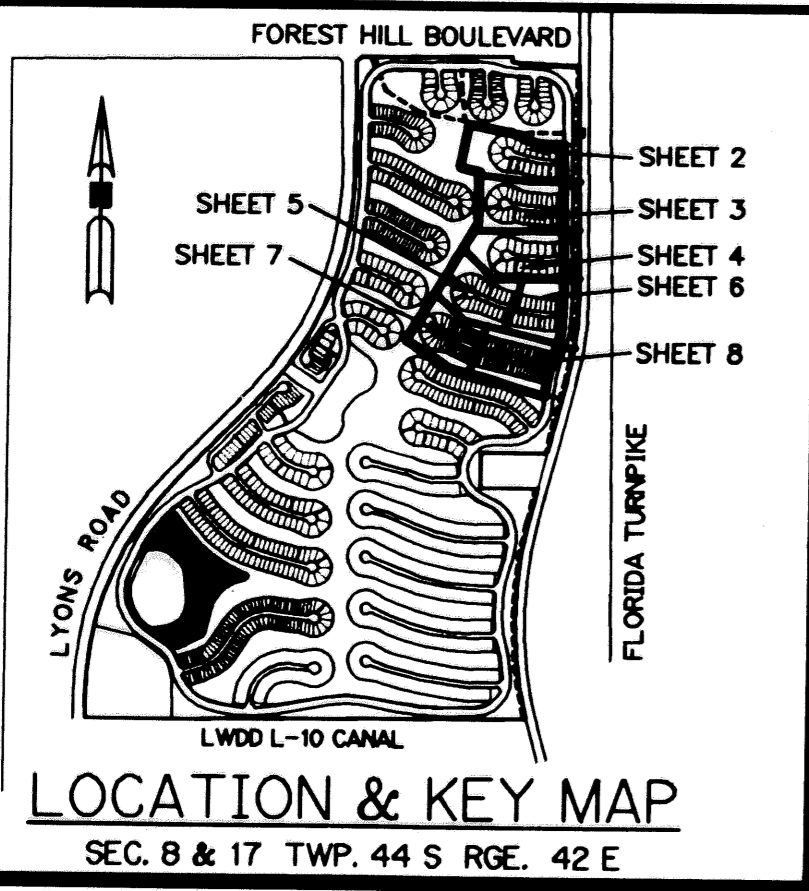 FOREST HILL BOULEVARD
SHEET 2
SHEET 5
SHEET 3
SHEET 7
SHEET 4
SHEET 6
SHEET 8
LYONS ROAD
FLORIDA TURNPIKE
LWDD L-10 CANAL
LOCATION & KEY MAP
SEC. 8 & 17 TWP. 44 S RGE. 42 E